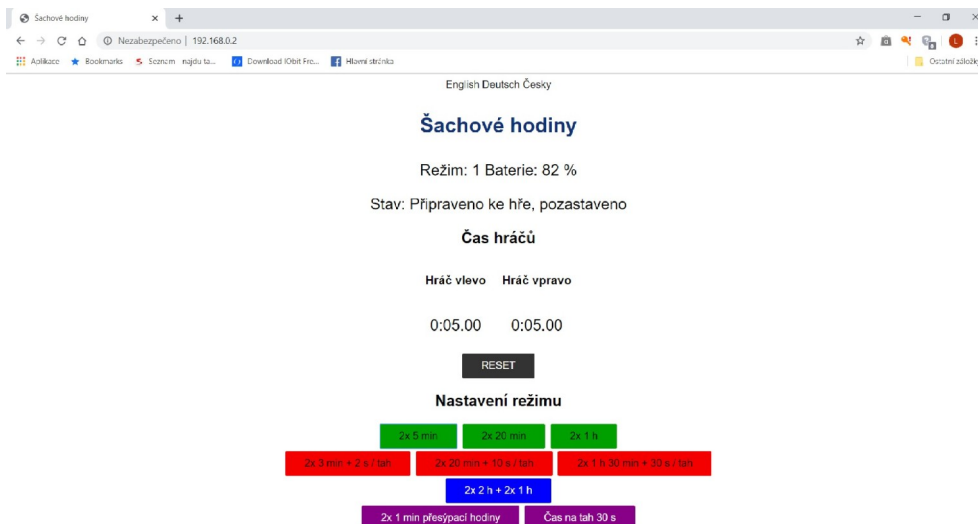 Šachové hodiny
Nezabezpečeno | 192.168.0.2
Aplikace Bookmarks Seznam najdu ta... Download IObit Fre... Hlavní stránka Ostatní záložky
English Deutsch Česky
Šachové hodiny
Režim: 1 Baterie: 82 %
Stav: Připraveno ke hře, pozastaveno
Čas hráčů
Hráč vlevo Hráč vpravo
0:05.00 0:05.00
RESET
Nastavení režimu
2x 5 min 2x 20 min 2x 1 h
2x 3 min + 2 s / tah 2x 20 min + 10 s / tah 2x 1 h 30 min + 30 s / tah
2x 2 h + 2x 1 h
2x 1 min přesýpací hodiny Čas na tah 30 s